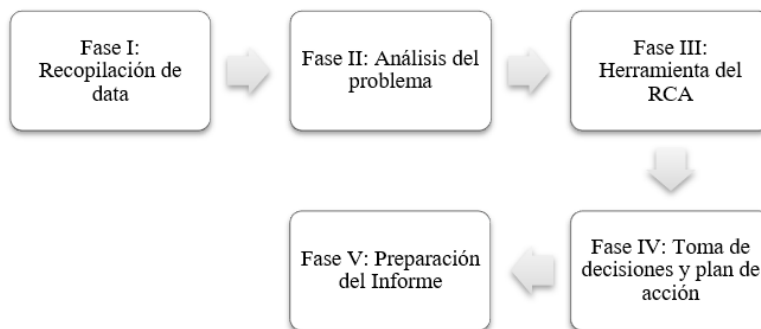 Fase I:
Recopilación de
data
Fase II: Análisis del
problema
Fase III:
Herramienta del
RCA
Fase IV: Toma de
decisiones y plan de
acción
Fase V: Preparación
del Informe